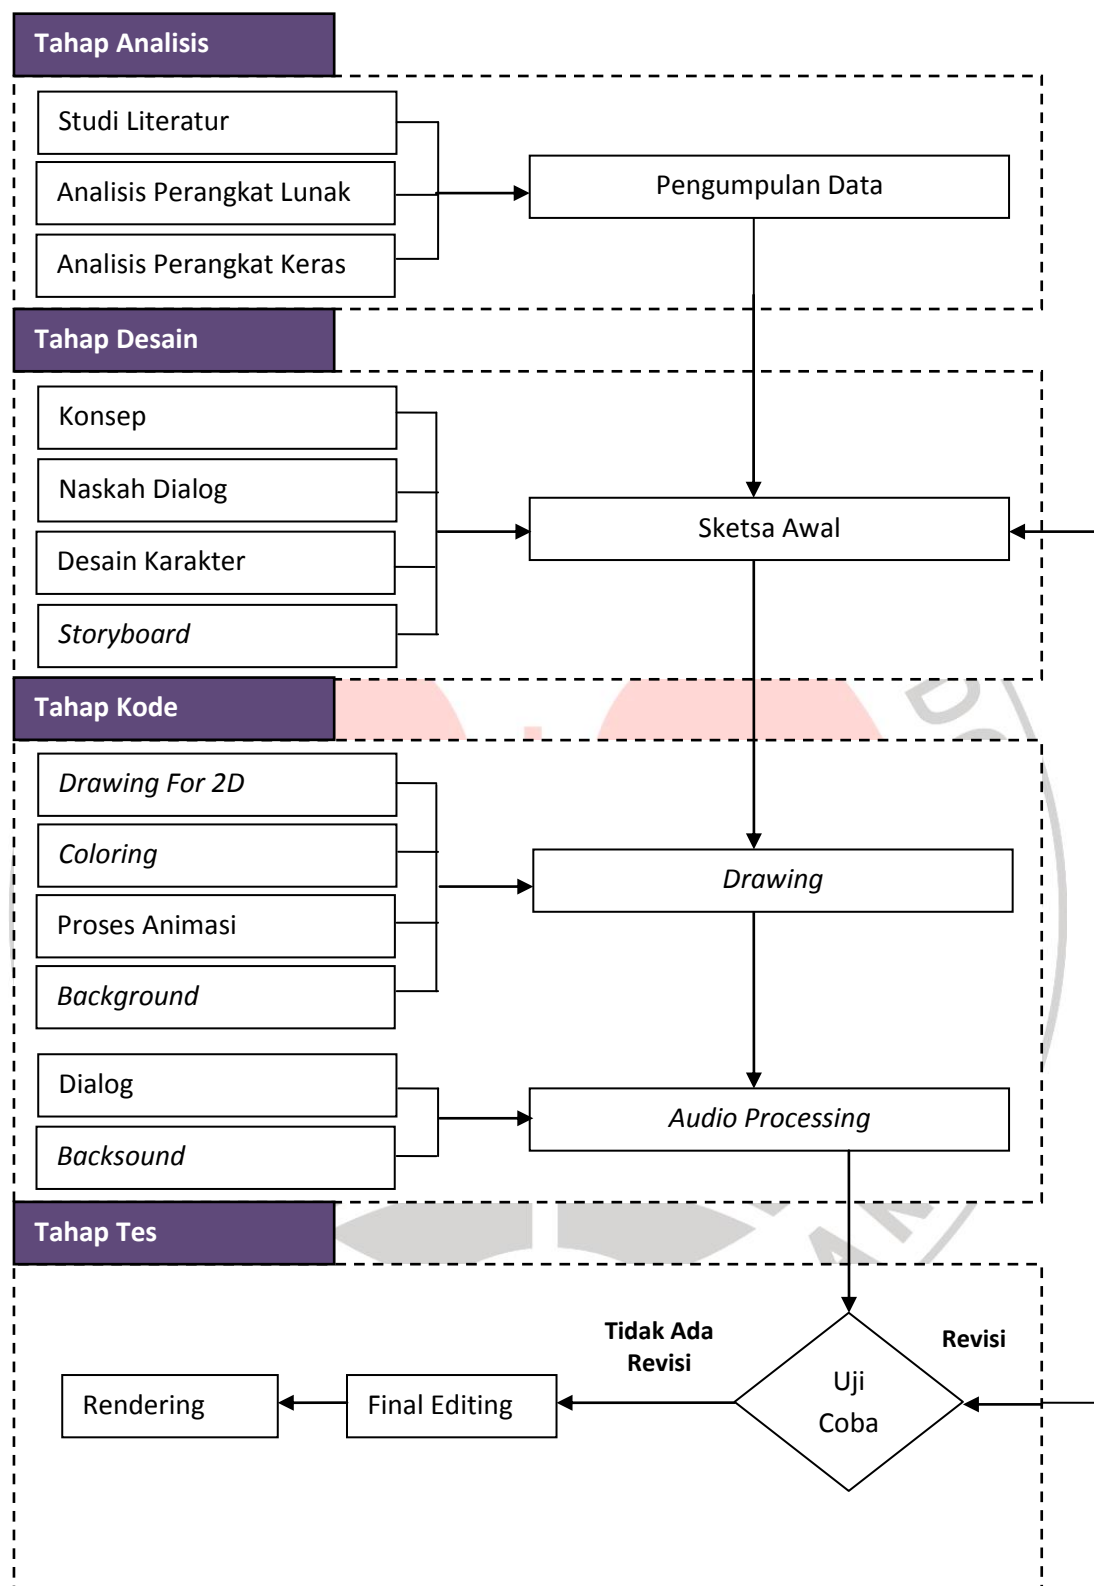 Tahap Analisis
Studi Literatur
Analisis Perangkat Lunak
Analisis Perangkat Keras
Pengumpulan Data
Tahap Desain
Konsep
Naskah Dialog
Desain Karakter
Storyboard
Sketsa Awal
Tahap Kode
Drawing For 2D
Coloring
Proses Animasi
Background
Drawing
Dialog
Backsound
Audio Processing
Tahap Tes
Tidak Ada
Revisi
Revisi
Uji
Coba
Final Editing
Rendering